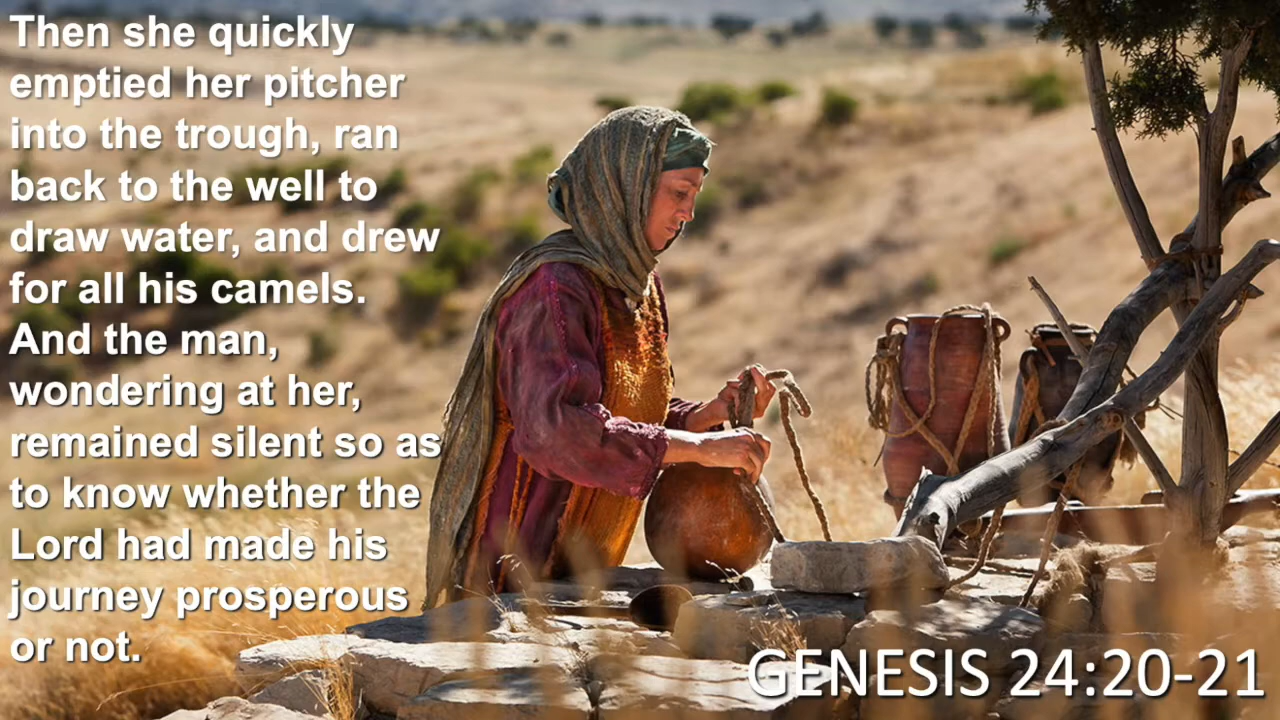 Then she quickly
emptied her pitcher
into the trough, ran
back to the well to
draw water, and drew
for all his camels.
And the man,
wondering at her,
remained silent so as
to know whether the
Lord had made his
journey prosperous
or not.
GENESIS 24:20-21